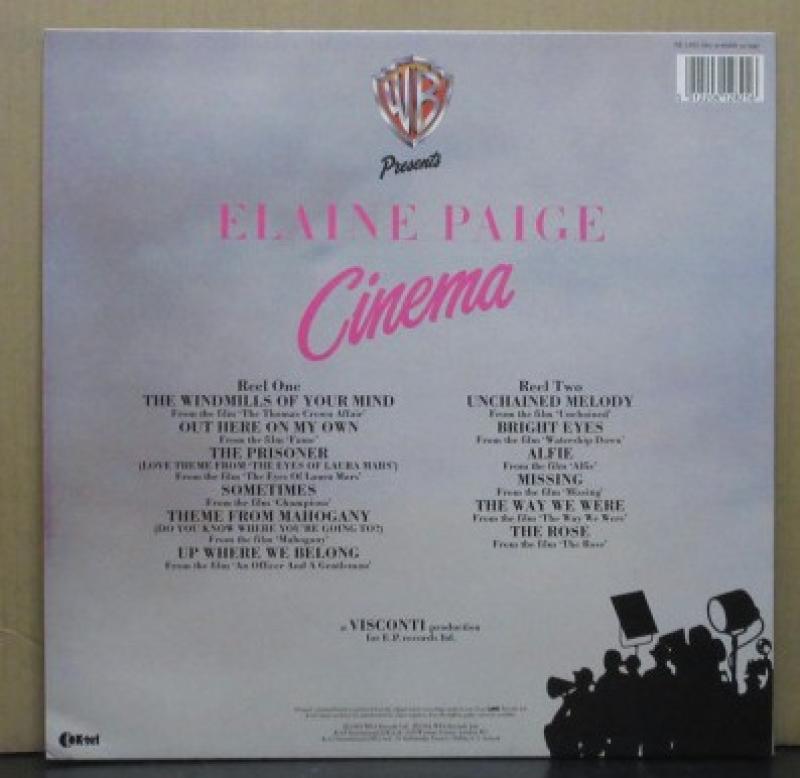 WB
Presents
ELAINE PAIGE
Cinema
Reel One
THE WINDMILLS OF YOUR MIND
From the film 'The Thomas Crown Affair'
OUT HERE ON MY OWN
From the film 'Fame'
THE PRISONER
(LOVE THEME FROM 'THE EYES OF LAURA MARS')
From the film 'The Eyes Of Laura Mars'
SOMETIMES
From the film 'Champions'
THEME FROM MAHOGANY
(DO YOU KNOW WHERE YOU'RE GOING TO?)
From the film 'Mahogany'
UP WHERE WE BELONG
From the film 'An Officer And A Gentleman'
Reel Two
UNCHAINED MELODY
From the film 'Unchained'
BRIGHT EYES
From the film 'Watership Down'
ALFIE
From the film 'Alfie'
MISSING
From the film 'Missing'
THE WAY WE WERE
From the film 'The Way We Were'
THE ROSE
From the film 'The Rose'
a VISCONTI production
for E.P. records ltd.
K-tel